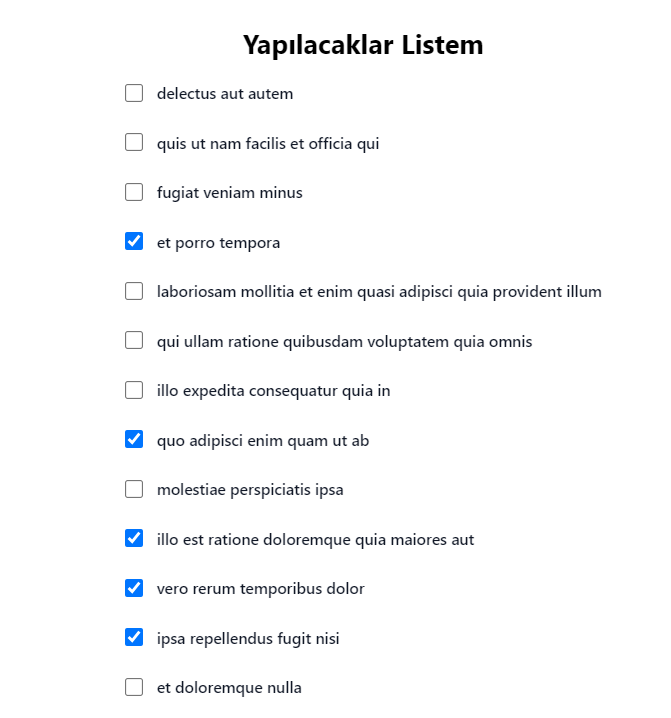 Yapılacaklar Listem
delectus aut autem
quis ut nam facilis et officia qui
fugiat veniam minus
et porro tempora
laboriosam mollitia et enim quasi adipisci quia provident illum
qui ullam ratione quibusdam voluptatem quia omnis
illo expedita consequatur quia in
quo adipisci enim quam ut ab
molestiae perspiciatis ipsa
illo est ratione doloremque quia maiores aut
vero rerum temporibus dolor
ipsa repellendus fugit nisi
et doloremque nulla